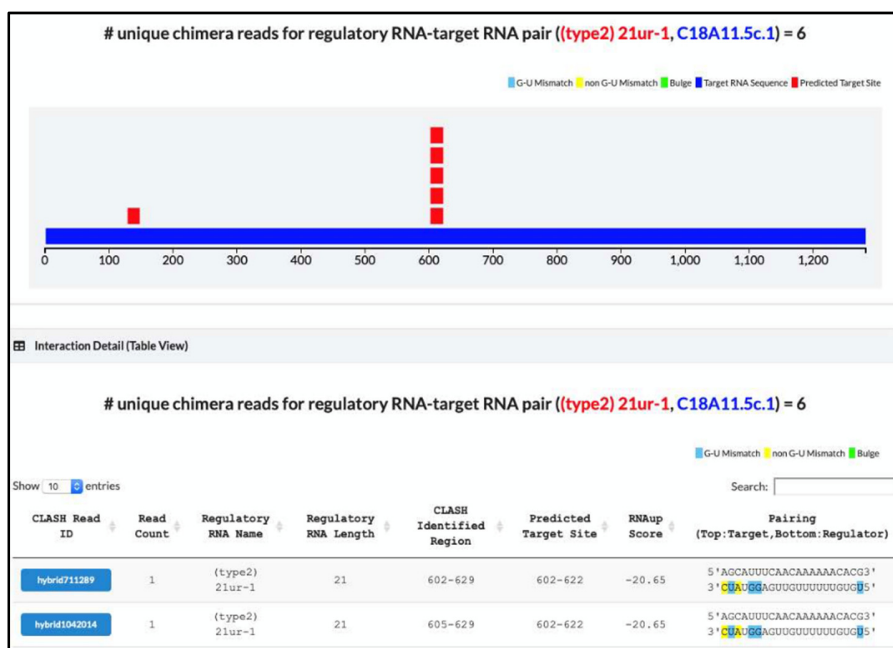 # unique chimera reads for regulatory RNA-target RNA pair ((type2) 21ur-1, C18A11.5c.1) = 6
G-U Mismatch non G-U Mismatch Bulge Target RNA Sequence Predicted Target Site
0 100 200 300 400 500 600 700 800 900 1,000 1,100 1,200
Interaction Detail (Table View)
# unique chimera reads for regulatory RNA-target RNA pair ((type2) 21ur-1, C18A11.5c.1) = 6
G-U Mismatch non G-U Mismatch Bulge
Show 10 entries Search:
CLASH Read ID Read Count Regulatory RNA Name Regulatory RNA Length CLASH Identified Region Predicted Target Site RNAup Score Pairing (Top:Target,Bottom:Regulator)
hybrid711289 1 (type2) 21ur-1 21 602-629 602-622 -20.65 5'AGCAUUUCAACAAAAAACACG3'
3'CUAUGGAGUUGUUUUUUGUGU5'
hybrid1042014 1 (type2) 21ur-1 21 605-629 602-622 -20.65 5'AGCAUUUCAACAAAAAACACG3'
3'CUAUGGAGUUGUUUUUUGUGU5'